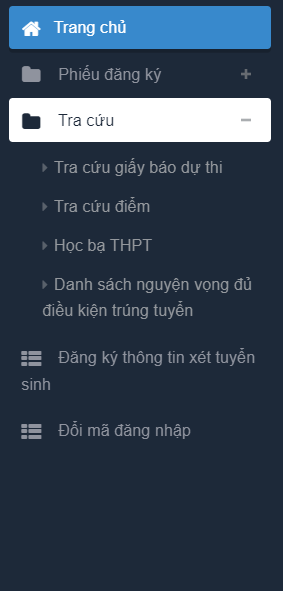 Trang chủ
Phiếu đăng ký
Tra cứu
Tra cứu giấy báo dự thi
Tra cứu điểm
Học bạ THPT
Danh sách nguyện vọng đủ
điều kiện trúng tuyển
Đăng ký thông tin xét tuyển
sinh
Đổi mã đăng nhập